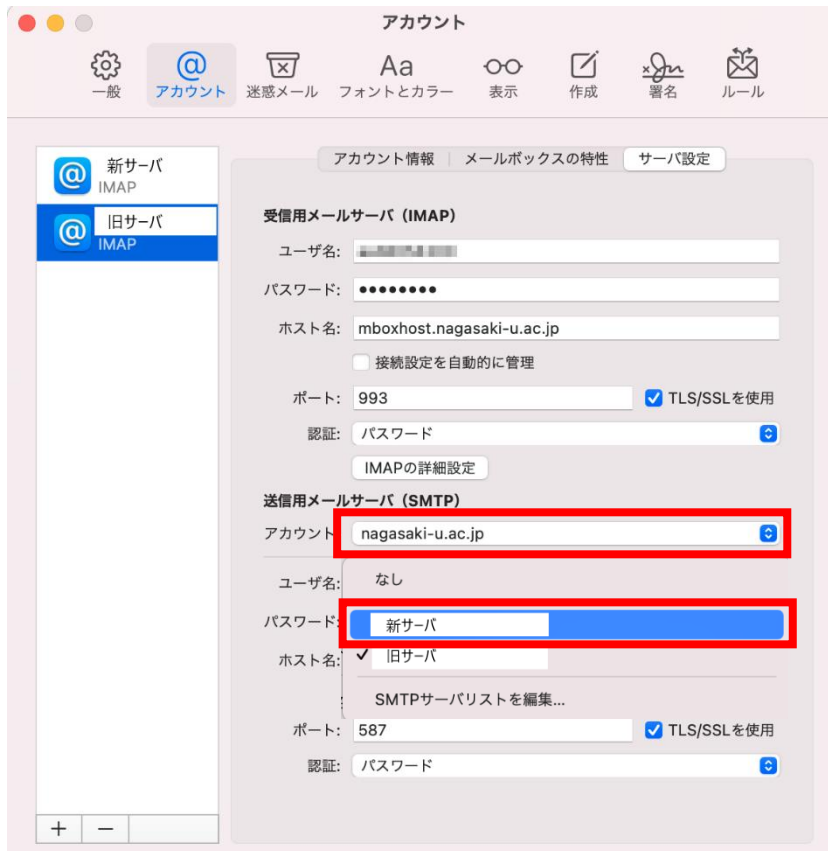 アカウント
一般
アカウント
迷惑メール
Aa
フォントとカラー
表示
作成
署名
ルール
新サーバ
IMAP
旧サーバ
IMAP
アカウント情報
メールボックスの特性
サーバ設定
受信用メールサーバ（IMAP）
ユーザ名:
パスワード: ●●●●●●●●
ホスト名: mboxhost.nagasaki-u.ac.jp
接続設定を自動的に管理
ポート: 993 TLS/SSLを使用
認証: パスワード
IMAPの詳細設定
送信用メールサーバ（SMTP）
アカウント nagasaki-u.ac.jp
ユーザ名: なし
パスワード: 新サーバ
ホスト名: ✓ 旧サーバ
SMTPサーバリストを編集...
ポート: 587 TLS/SSLを使用
認証: パスワード